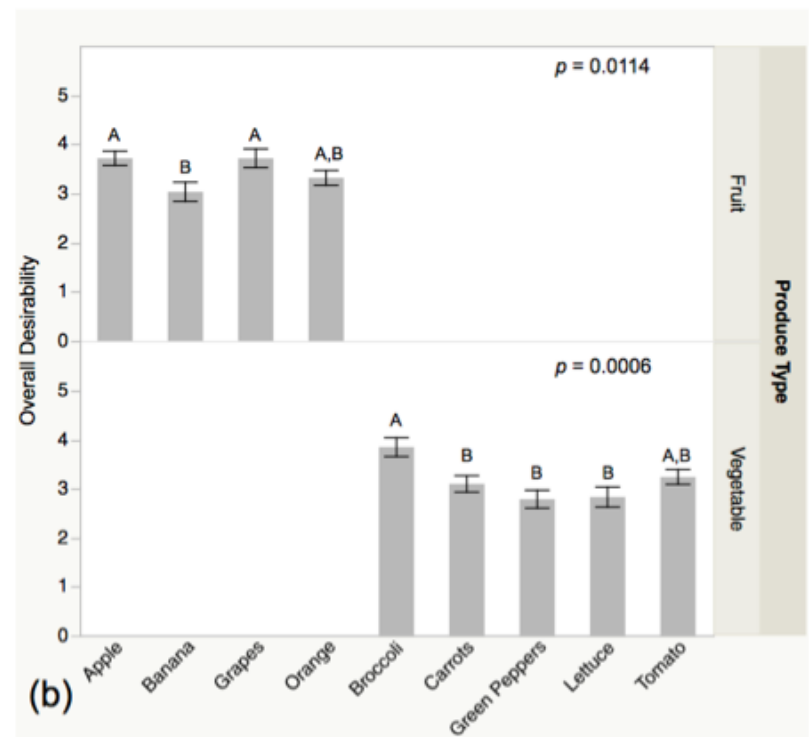 p = 0.0114
5
4
3
2
1
0
A
B
A
A,B
Fruit
Overall Desirability
Produce Type
p = 0.0006
5
4
3
2
1
0
A
B
B
B
A,B
Vegetable
Apple
Banana
Grapes
Orange
Broccoli
Carrots
Green Peppers
Lettuce
Tomato
(b)